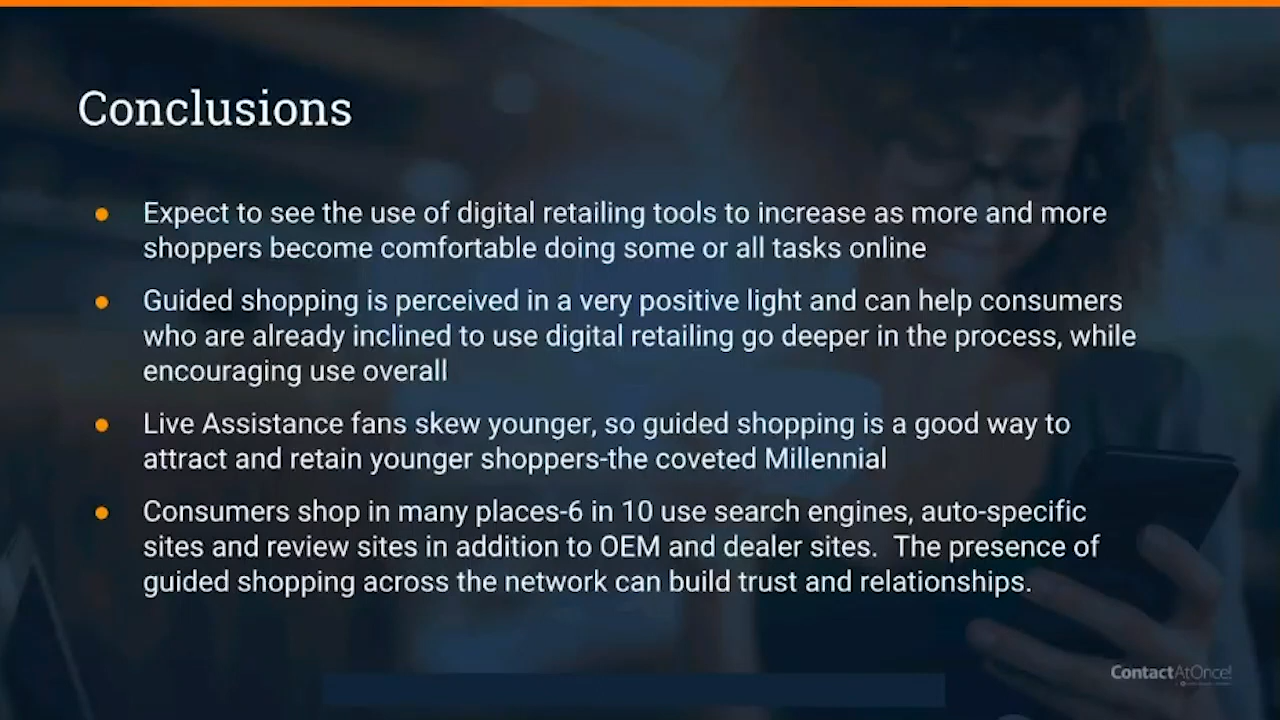 Conclusions
Expect to see the use of digital retailing tools to increase as more and more
shoppers become comfortable doing some or all tasks online
Guided shopping is perceived in a very positive light and can help consumers
who are already inclined to use digital retailing go deeper in the process, while
encouraging use overall
Live Assistance fans skew younger, so guided shopping is a good way to
attract and retain younger shoppers-the coveted Millennial
Consumers shop in many places-6 in 10 use search engines, auto-specific
sites and review sites in addition to OEM and dealer sites.  The presence of
guided shopping across the network can build trust and relationships.
ContactAtOnce!